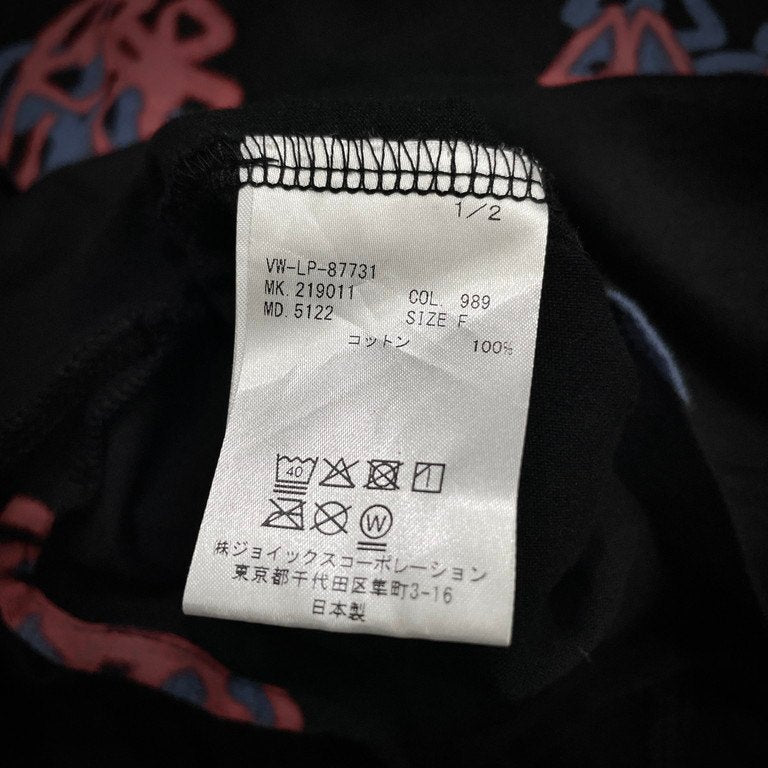 1/2
VW-LP-87731
MK. 219011 COL. 989
MD. 5122 SIZE F
コットン 100%
40
W
㈱ジョイックスコーポレーション
東京都千代田区隼町3-16
日本製